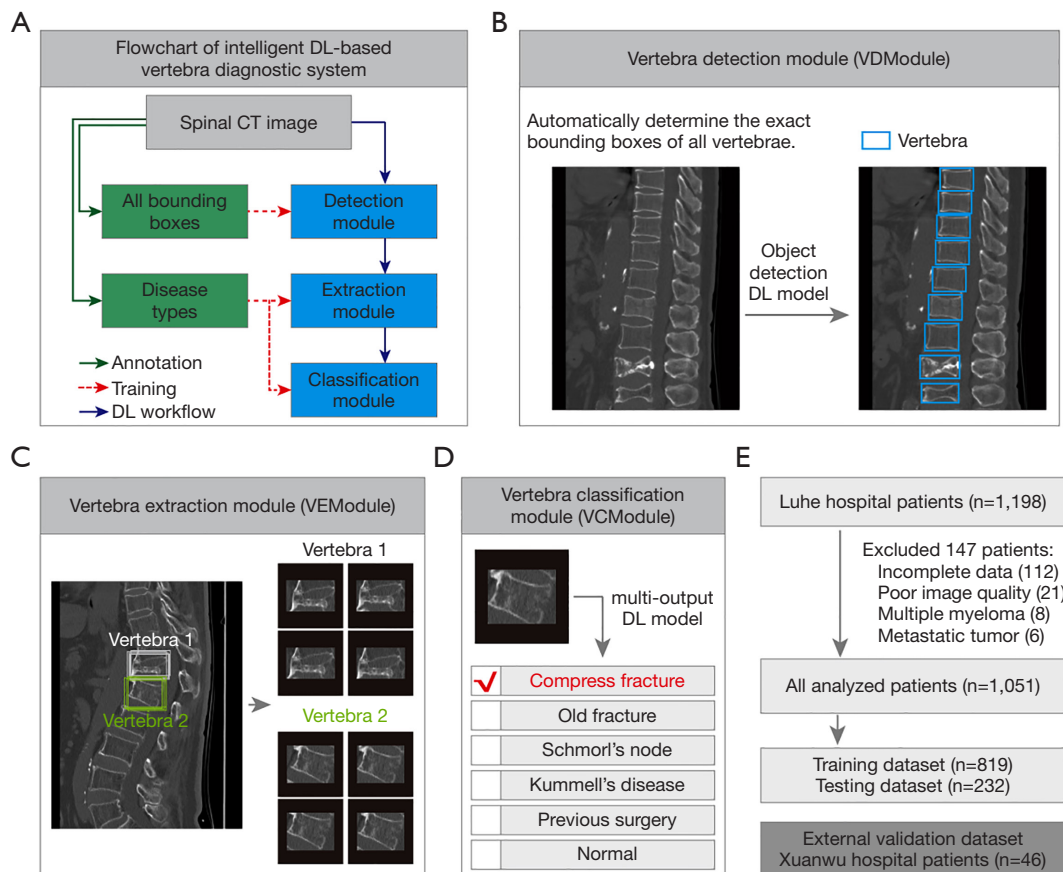 A
Flowchart of intelligent DL-based
vertebra diagnostic system
Spinal CT image
All bounding
boxes
Detection
module
Disease
types
Extraction
module
Classification
module
Annotation
Training
DL workflow
B
Vertebra detection module (VDModule)
Automatically determine the exact
bounding boxes of all vertebrae.
Vertebra
Object
detection
DL model
C
Vertebra extraction module (VEModule)
Vertebra 1
Vertebra 2
Vertebra 1
Vertebra 2
D
Vertebra classification
module (VCModule)
multi-output
DL model
Compress fracture
Old fracture
Schmorl's node
Kummell's disease
Previous surgery
Normal
E
Luhe hospital patients (n=1,198)
Excluded 147 patients:
Incomplete data (112)
Poor image quality (21)
Multiple myeloma (8)
Metastatic tumor (6)
All analyzed patients (n=1,051)
Training dataset (n=819)
Testing dataset (n=232)
External validation dataset
Xuanwu hospital patients (n=46)